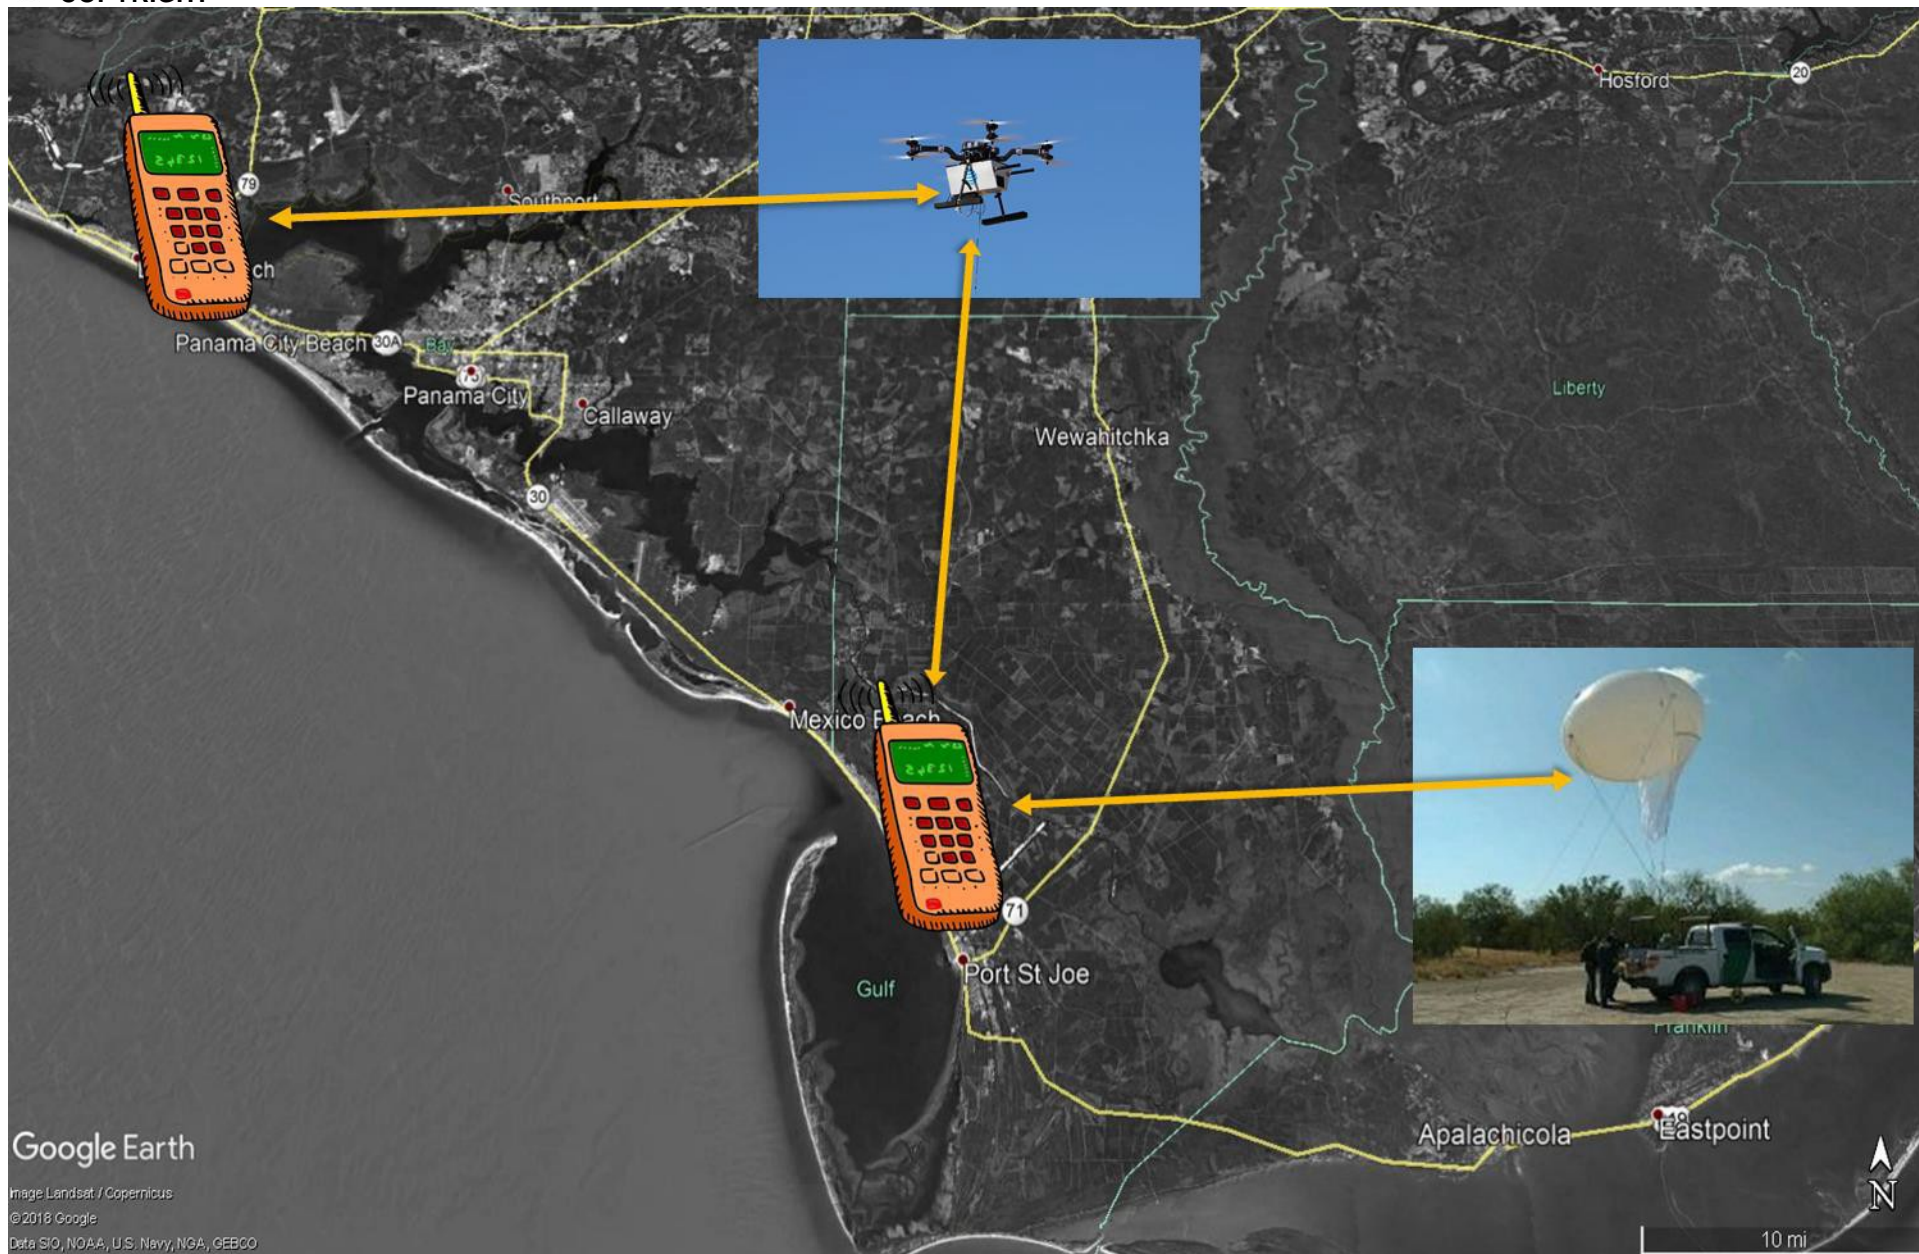 Hosford
20
79
Southport
ch
Panama City Beach
30A
Bay
Panama City
Callaway
Liberty
Wewahitchka
30
Mexico
71
Port St Joe
Gulf
Franklin
Apalachicola
Eastpoint
Google Earth
Image Landsat / Copernicus
© 2018 Google
Data SIO, NOAA, U.S. Navy, NGA, GEBCO
N
10 mi